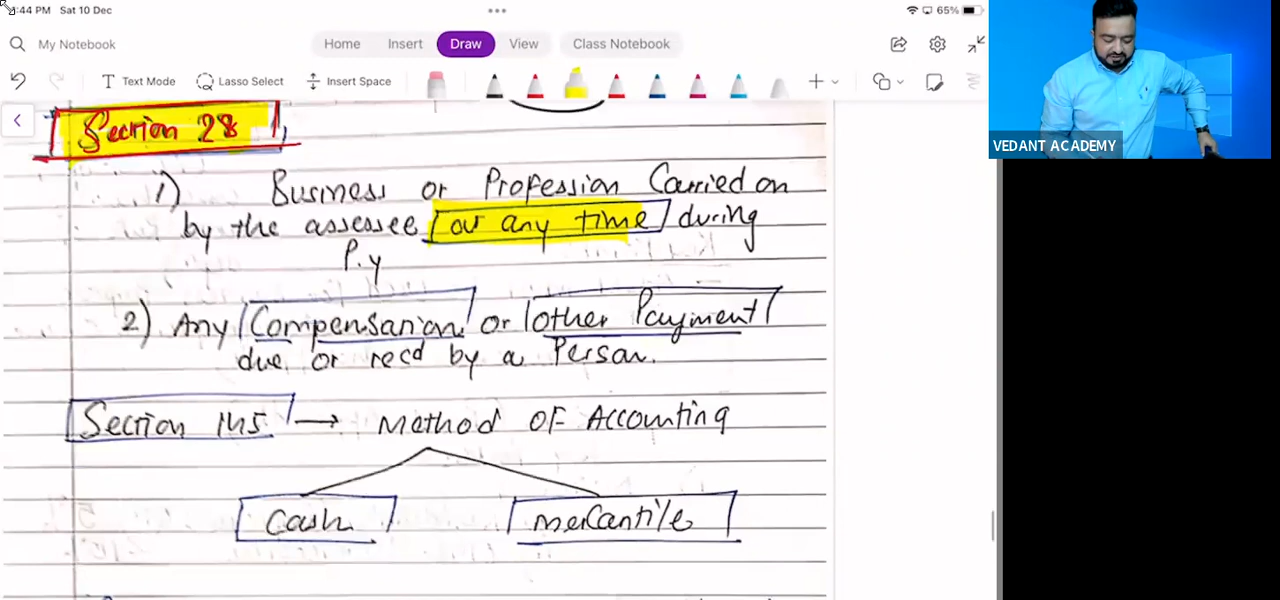 :44 PM Sat 10 Dec
65%
My Notebook
Home Insert Draw View Class Notebook
Text Mode Lasso Select Insert Space
Section 28
1) Business or Profession Carried on
by the assessee at any time during
P.y
2) Any Compensation or other Payment
due or recd by a Person.
Section 145 → Method OF Accounting
Cash mercantile
VEDANT ACADEMY